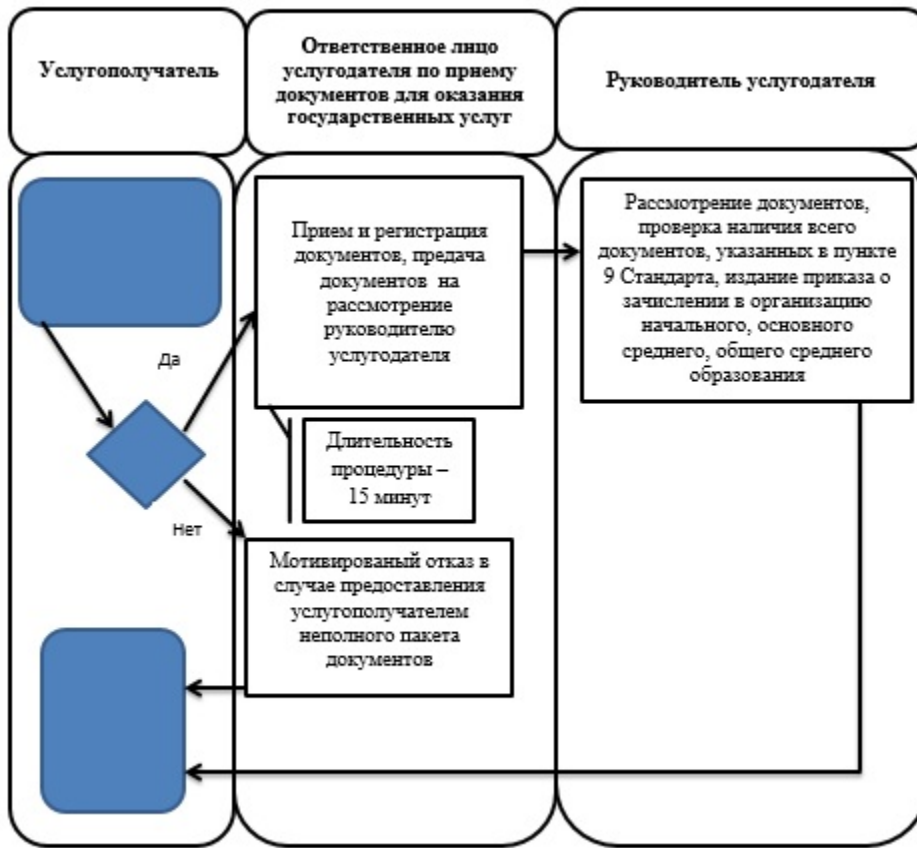 Услугополучатель
Ответственное лицо
услугодателя по приему
документов для оказания
государственных услуг
Руководитель услугодателя
Прием и регистрация
документов, предача
документов на
рассмотрение
руководителю
услугодателя
Рассмотрение документов,
проверка наличия всего
документов, указанных в пункте
9 Стандарта, издание приказа о
зачислении в организацию
начального, основного
среднего, общего среднего
образования
Да
Длительность
процедуры –
15 минут
Нет
Мотивированый отказ в
случае предоставления
услугополучателем
неполного пакета
документов